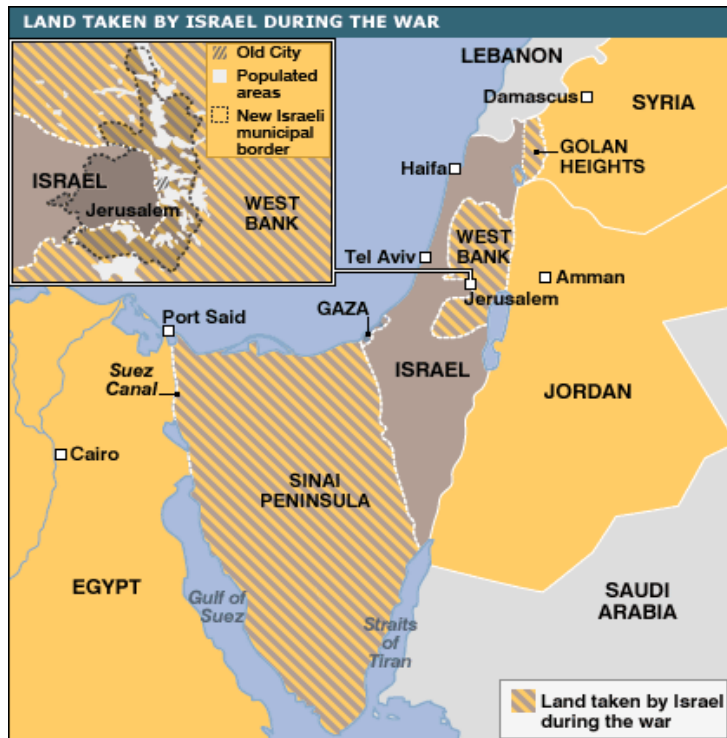 LAND TAKEN BY ISRAEL DURING THE WAR
Old City
Populated
areas
New Israeli
municipal
border
ISRAEL
Jerusalem
WEST
BANK
LEBANON
Damascus
SYRIA
GOLAN
HEIGHTS
Haifa
WEST
BANK
Tel Aviv
Amman
Jerusalem
Port Said
GAZA
Suez
Canal
ISRAEL
JORDAN
Cairo
SINAI
PENINSULA
EGYPT
Gulf of
Suez
Straits
of
Tiran
SAUDI
ARABIA
Land taken by Israel
during the war